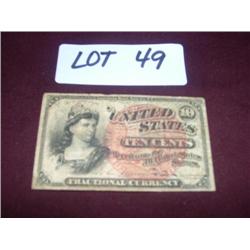 LOT 49
10
UNITED
STATES
TEN CENTS
FRACTIONAL CURRENCY